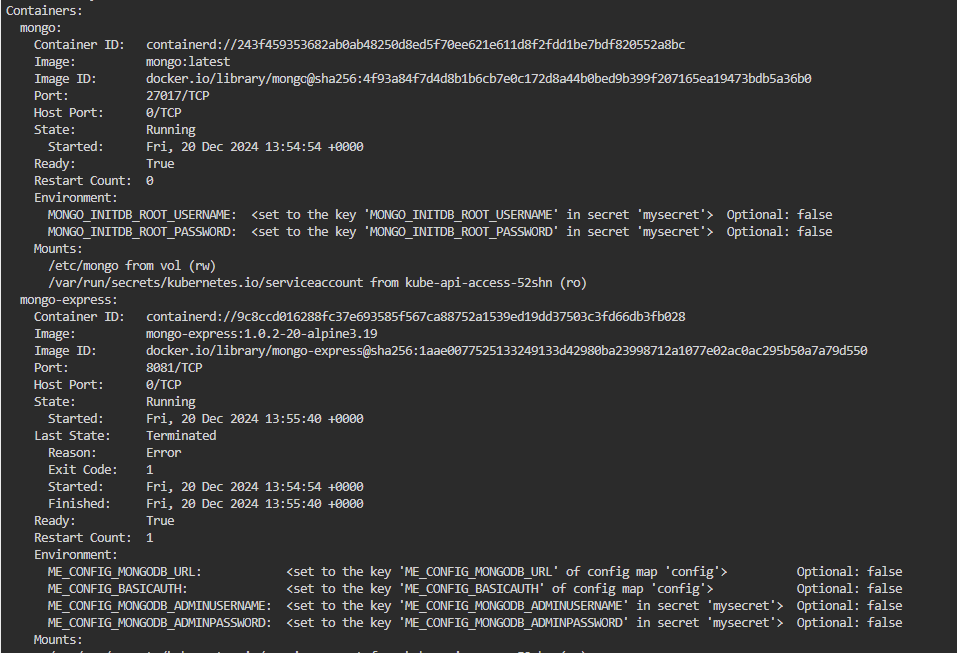 Containers:
mongo:
Container ID: containerd://243f459353682ab0ab48250d8ed5f70ee621e611d8f2fdd1be7bdf820552a8bc
Image: mongo:latest
Image ID: docker.io/library/mongo@sha256:4f93a84f7d4d8b1b6cb7e0c172d8a44b0bed9b399f207165ea19473bdb5a36b0
Port: 27017/TCP
Host Port: 0/TCP
State: Running
Started: Fri, 20 Dec 2024 13:54:54 +0000
Ready: True
Restart Count: 0
Environment:
MONGO_INITDB_ROOT_USERNAME: <set to the key 'MONGO_INITDB_ROOT_USERNAME' in secret 'mysecret'> Optional: false
MONGO_INITDB_ROOT_PASSWORD: <set to the key 'MONGO_INITDB_ROOT_PASSWORD' in secret 'mysecret'> Optional: false
Mounts:
/etc/mongo from vol (rw)
/var/run/secrets/kubernetes.io/serviceaccount from kube-api-access-52shn (ro)
mongo-express:
Container ID: containerd://9c8ccd016288fc37e693585f567ca88752a1539ed19dd37503c3fd66db3fb028
Image: mongo-express:1.0.2-20-alpine3.19
Image ID: docker.io/library/mongo-express@sha256:1aae0077525133249133d42980ba23998712a1077e02ac0ac295b50a7a79d550
Port: 8081/TCP
Host Port: 0/TCP
State: Running
Started: Fri, 20 Dec 2024 13:55:40 +0000
Last State: Terminated
Reason: Error
Exit Code: 1
Started: Fri, 20 Dec 2024 13:54:54 +0000
Finished: Fri, 20 Dec 2024 13:55:40 +0000
Ready: True
Restart Count: 1
Environment:
ME_CONFIG_MONGODB_URL: <set to the key 'ME_CONFIG_MONGODB_URL' of config map 'config'> Optional: false
ME_CONFIG_BASICAUTH: <set to the key 'ME_CONFIG_BASICAUTH' of config map 'config'> Optional: false
ME_CONFIG_MONGODB_ADMINUSERNAME: <set to the key 'ME_CONFIG_MONGODB_ADMINUSERNAME' in secret 'mysecret'> Optional: false
ME_CONFIG_MONGODB_ADMINPASSWORD: <set to the key 'ME_CONFIG_MONGODB_ADMINPASSWORD' in secret 'mysecret'> Optional: false
Mounts: